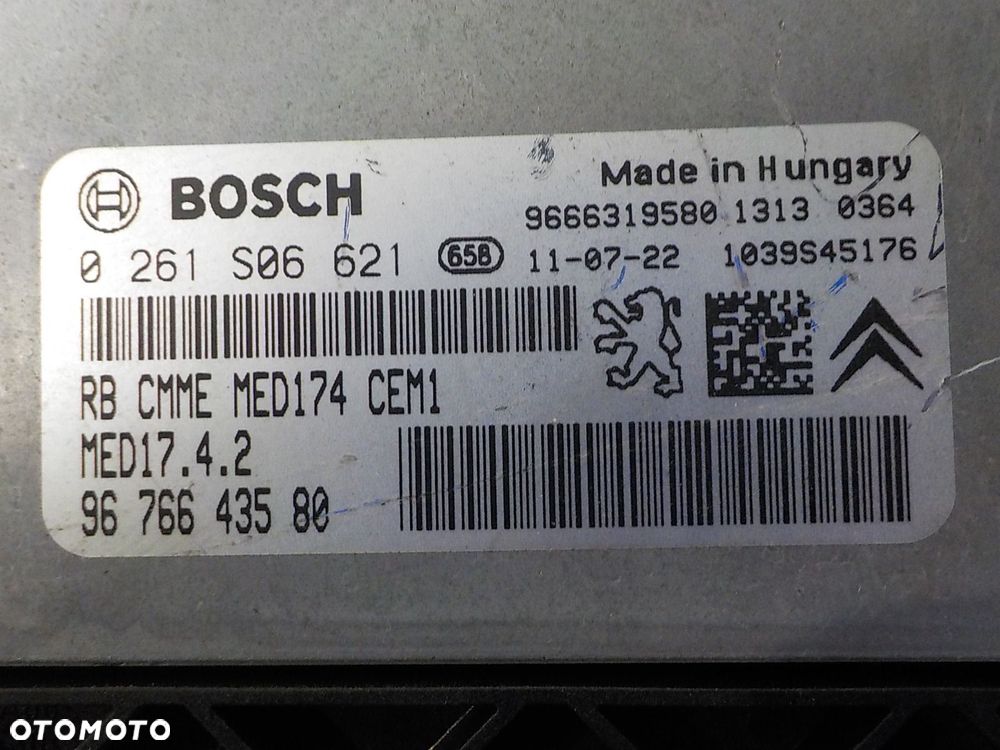 BOSCH
Made in Hungary
9666319580 1313 0364
0 261 S06 621
65B
11-07-22 1039S45176
RB CMME MED174 CEM1
MED17.4.2
96 766 435 80
OTOMOTO